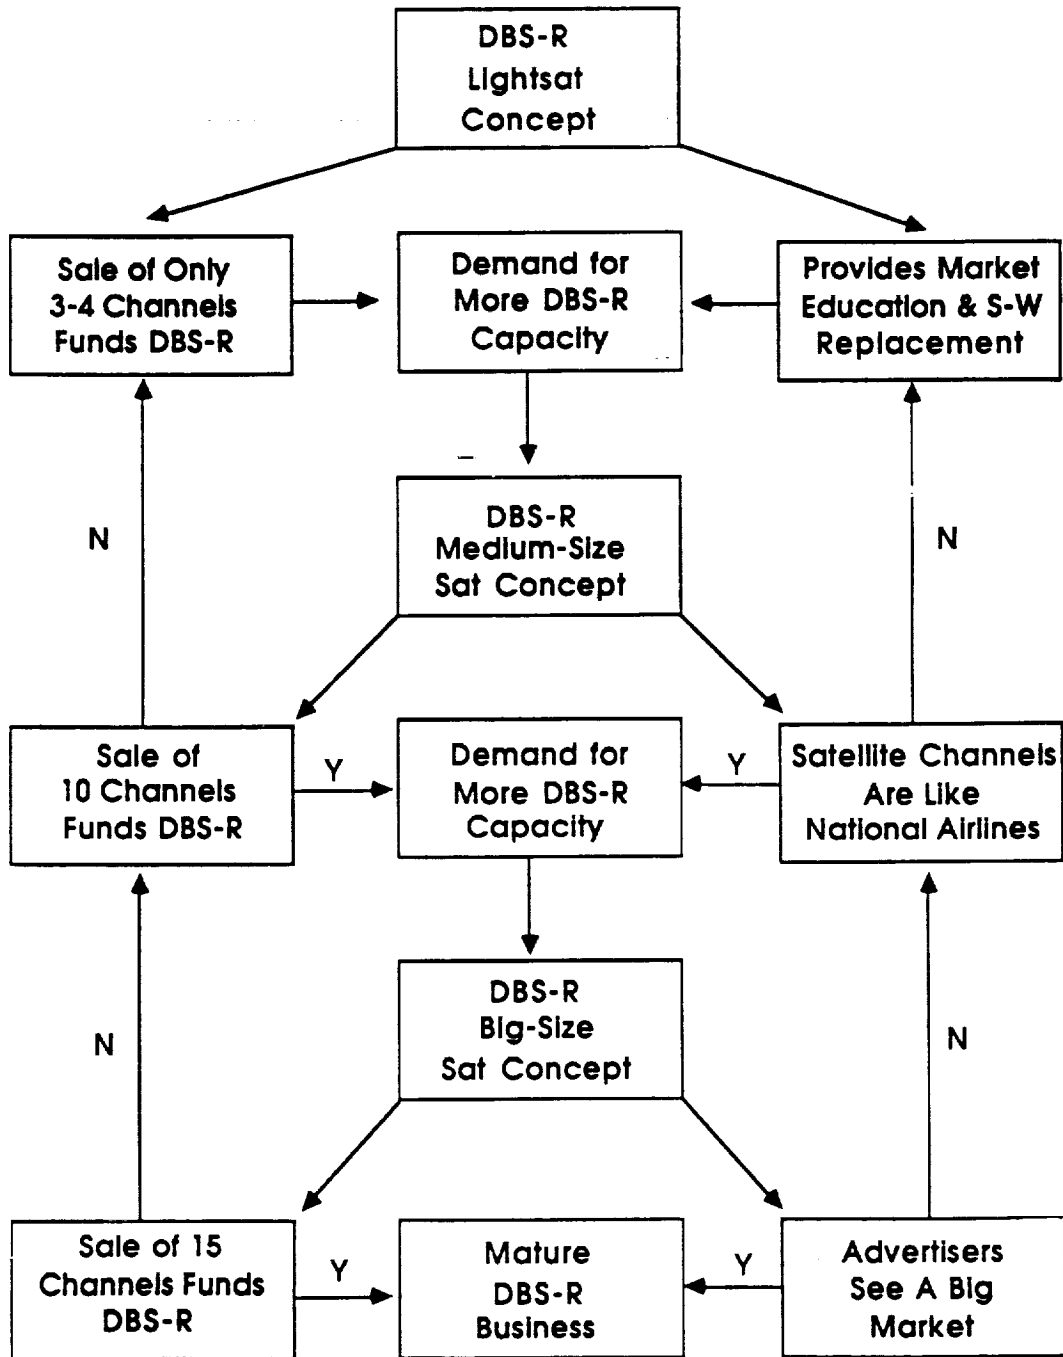 DBS-R
Lightsat
Concept
Sale of Only
3-4 Channels
Funds DBS-R
Demand for
More DBS-R
Capacity
Provides Market
Education & S-W
Replacement
N
DBS-R
Medium-Size
Sat Concept
N
Sale of
10 Channels
Funds DBS-R
Y
Demand for
More DBS-R
Capacity
Y
Satellite Channels
Are Like
National Airlines
N
DBS-R
Big-Size
Sat Concept
N
Sale of 15
Channels Funds
DBS-R
Y
Mature
DBS-R
Business
Y
Advertisers
See A Big
Market